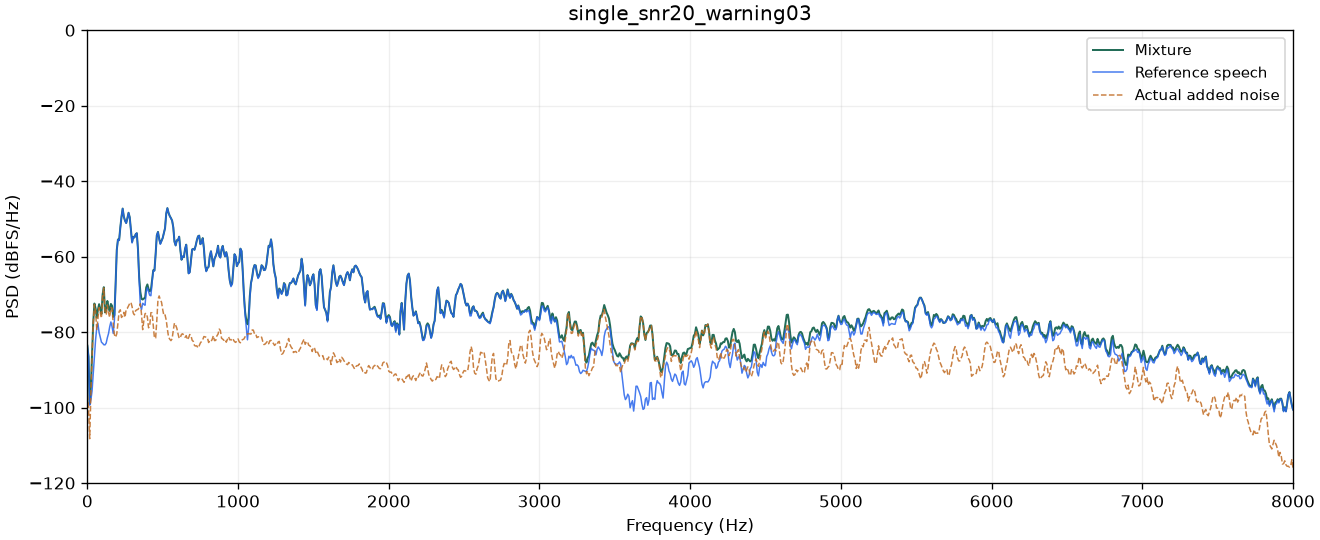 single_snr20_warning03
Mixture
Reference speech
Actual added noise
PSD (dBFS/Hz)
0
−20
−40
−60
−80
−100
−120
0 1000 2000 3000 4000 5000 6000 7000 8000
Frequency (Hz)